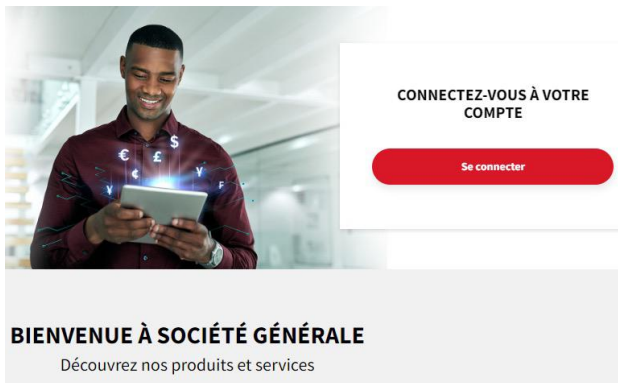 CONNECTEZ-VOUS À VOTRE
COMPTE
Se connecter
€ £ $
¢ ¥
¥ F
BIENVENUE À SOCIÉTÉ GÉNÉRALE
Découvrez nos produits et services